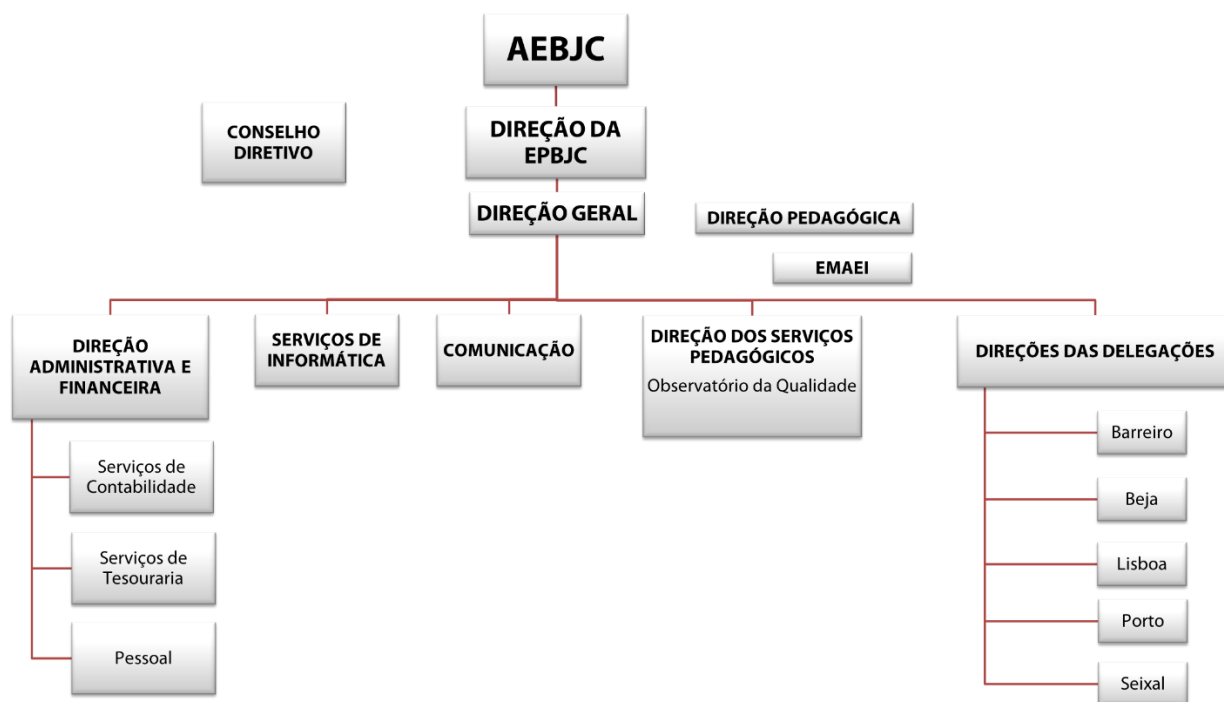 AEBJC
CONSELHO
DIRETIVO
DIREÇÃO DA
EPBJC
DIREÇÃO GERAL
DIREÇÃO PEDAGÓGICA
EMAEI
DIREÇÃO
ADMINISTRATIVA E
FINANCEIRA
SERVIÇOS DE
INFORMÁTICA
COMUNICAÇÃO
DIREÇÃO DOS SERVIÇOS
PEDAGÓGICOS
Observatório da Qualidade
DIREÇÕES DAS DELEGAÇÕES
Serviços de
Contabilidade
Serviços de
Tesouraria
Pessoal
Barreiro
Beja
Lisboa
Porto
Seixal